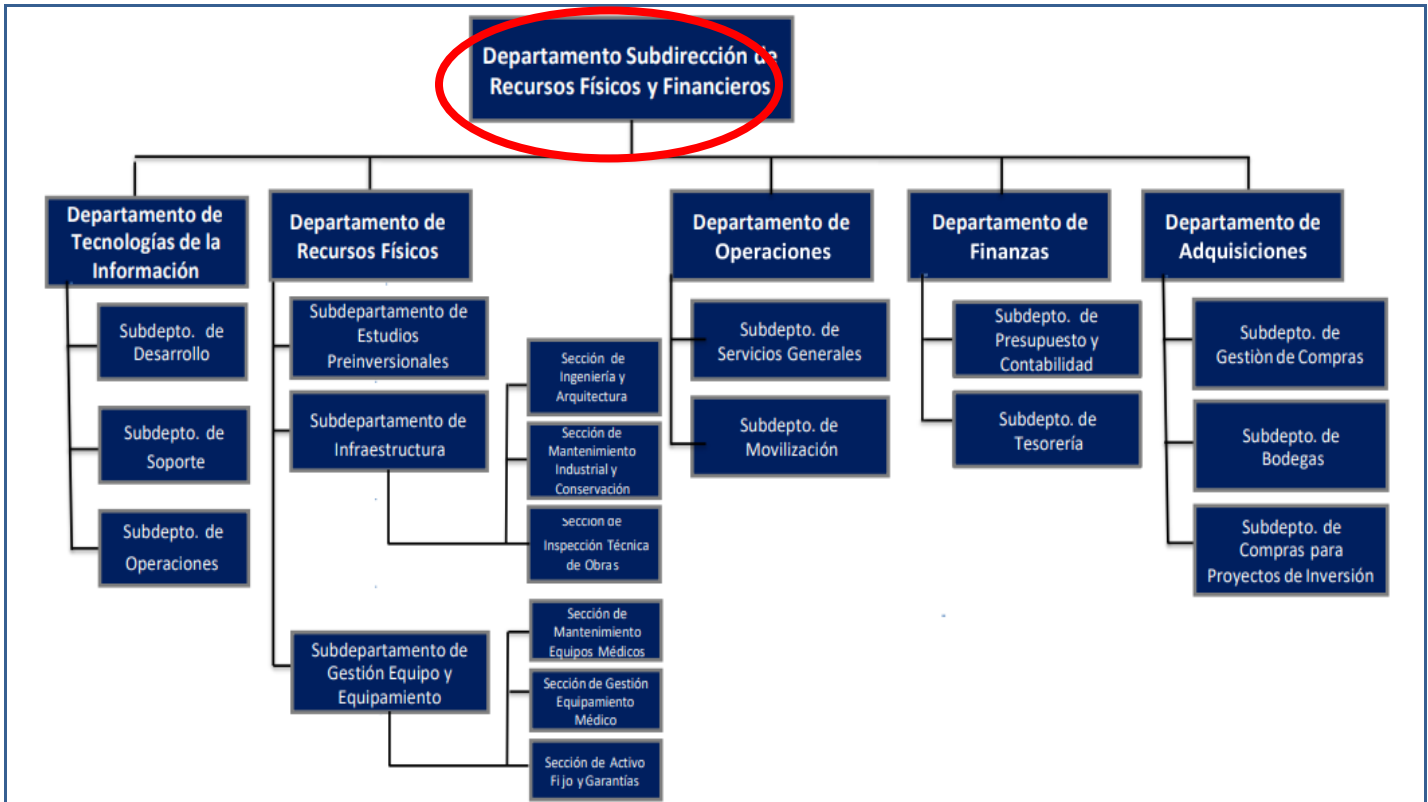 Departamento Subdirección de
Recursos Físicos y Financieros
Departamento de
Tecnologías de la
Información
Subdepto. de
Desarrollo
Subdepto. de
Soporte
Subdepto. de
Operaciones
Departamento de
Recursos Físicos
Subdepartamento de
Estudios
Preinversionales
Subdepartamento de
Infraestructura
Sección de
Ingeniería y
Arquitectura
Sección de
Mantenimiento
Industrial y
Conservación
Sección de
Inspección Técnica
de Obras
Subdepartamento de
Gestión Equipo y
Equipamiento
Sección de
Mantenimiento
Equipos Médicos
Sección de Gestión
Equipamiento
Médico
Sección de Activo
Fijo y Garantías
Departamento de
Operaciones
Subdepto. de
Servicios Generales
Subdepto. de
Movilización
Departamento de
Finanzas
Subdepto. de
Presupuesto y
Contabilidad
Subdepto. de
Tesorería
Departamento de
Adquisiciones
Subdepto. de
Gestiòn de Compras
Subdepto. de
Bodegas
Subdepto. de
Compras para
Proyectos de Inversión